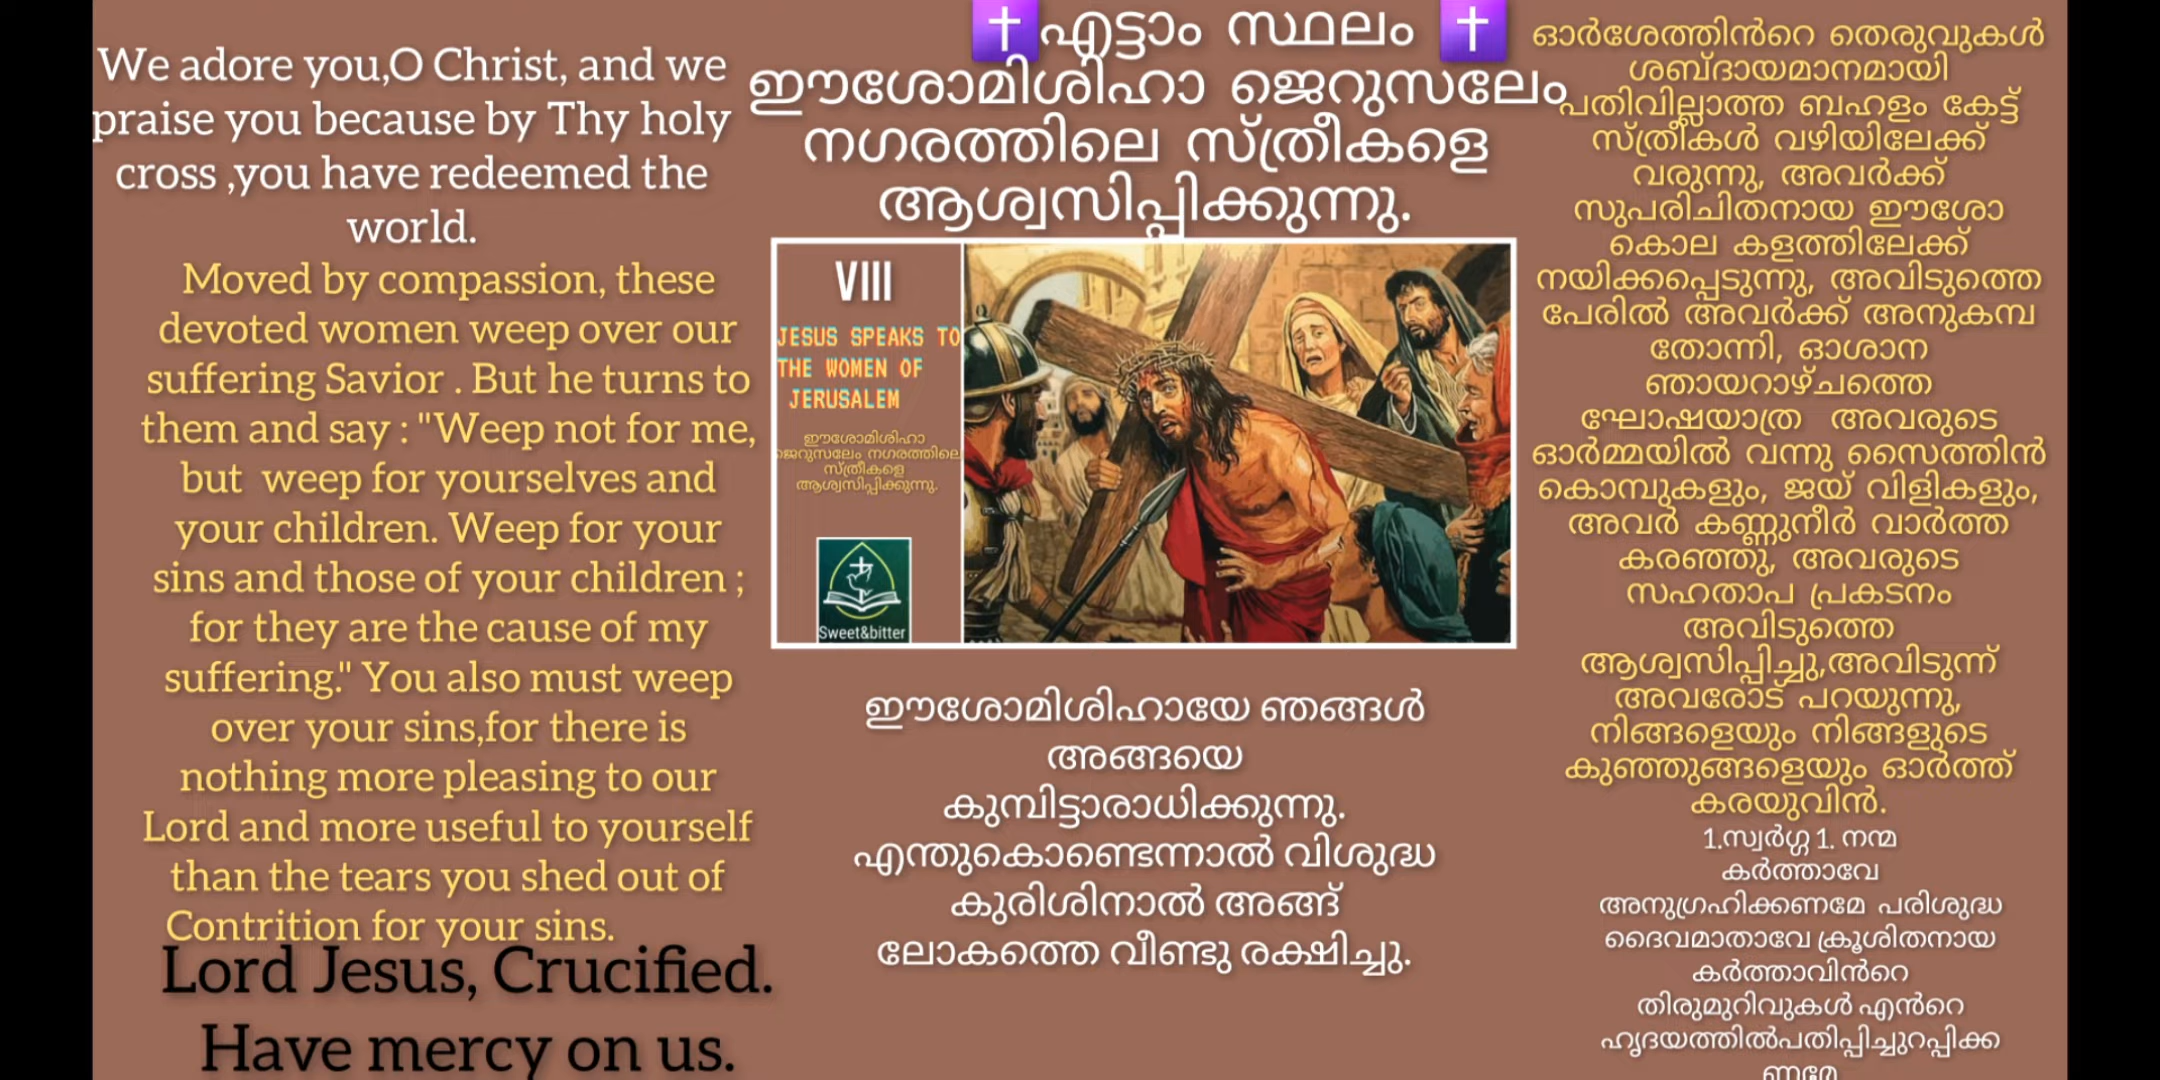 We adore you,O Christ, and we
praise you because by Thy holy
cross ,you have redeemed the
world.
Moved by compassion, these
devoted women weep over our
suffering Savior . But he turns to
them and say : "Weep not for me,
but weep for yourselves and
your children. Weep for your
sins and those of your children ;
for they are the cause of my
suffering." You also must weep
over your sins,for there is
nothing more pleasing to our
Lord and more useful to yourself
than the tears you shed out of
Contrition for your sins.
Lord Jesus, Crucified.
Have mercy on us.
✝️എട്ടാം സ്ഥലം ✝️
ഈശോമിശിഹാ ജെറുസലേം
നഗരത്തിലെ സ്ത്രീകളെ
ആശ്വസിപ്പിക്കുന്നു.
VIII
JESUS SPEAKS TO
THE WOMEN OF
JERUSALEM
ഈശോമിശിഹാ
ജെറുസലേം നഗരത്തിലെ
സ്ത്രീകളെ
ആശ്വസിപ്പിക്കുന്നു.
Sweet&bitter
ഈശോമിശിഹായേ ഞങ്ങൾ
അങ്ങയെ
കുമ്പിട്ടാരാധിക്കുന്നു.
എന്തുകൊണ്ടെന്നാൽ വിശുദ്ധ
കുരിശിനാൽ അങ്ങ്
ലോകത്തെ വീണ്ടു രക്ഷിച്ചു.
ഓർശേത്തിൻറെ തെരുവുകൾ
ശബ്ദായമാനമായി
പതിവില്ലാത്ത ബഹളം കേട്ട്
സ്ത്രീകൾ വഴിയിലേക്ക്
വരുന്നു, അവർക്ക്
സുപരിചിതനായ ഈശോ
കൊല കളത്തിലേക്ക്
നയിക്കപ്പെടുന്നു, അവിടുത്തെ
പേരിൽ അവർക്ക് അനുകമ്പ
തോന്നി, ഓശാന
ഞായറാഴ്ചത്തെ
ഘോഷയാത്ര അവരുടെ
ഓർമ്മയിൽ വന്നു സൈത്തിൻ
കൊമ്പുകളും, ജയ് വിളികളും,
അവർ കണ്ണുനീർ വാർത്ത
കരഞ്ഞു, അവരുടെ
സഹതാപ പ്രകടനം
അവിടുത്തെ
ആശ്വസിപ്പിച്ചു,അവിടുന്ന്
അവരോട് പറയുന്നു,
നിങ്ങളെയും നിങ്ങളുടെ
കുഞ്ഞുങ്ങളെയും ഓർത്ത്
കരയുവിൻ.
1.സ്വർഗ്ഗ 1. നന്മ
കർത്താവേ
അനുഗ്രഹിക്കണമേ പരിശുദ്ധ
ദൈവമാതാവേ ക്രൂശിതനായ
കർത്താവിൻറെ
തിരുമുറിവുകൾ എൻറെ
ഹൃദയത്തിൽപതിപ്പിച്ചുറപ്പിക്ക
ണമേ